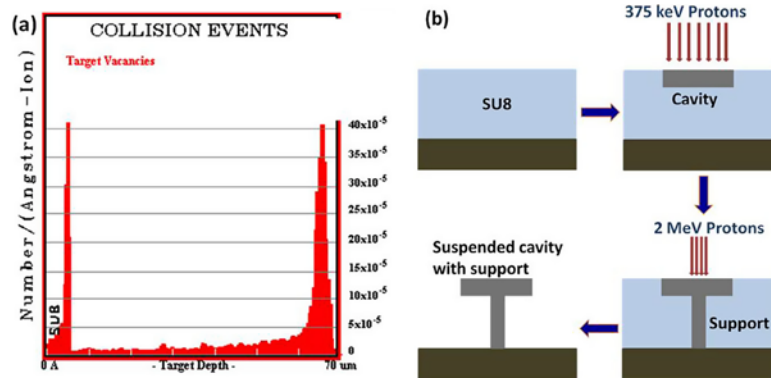 (a)
COLLISION EVENTS
Target Vacancies
Number/(Angstrom-Ion)
40x10-5
35x10-5
30x10-5
25x10-5
20x10-5
15x10-5
10x10-5
5x10-5
0
SU8
0 A
- Target Depth -
70 um
(b)
375 keV Protons
SU8
Cavity
2 MeV Protons
Suspended cavity
with support
Support